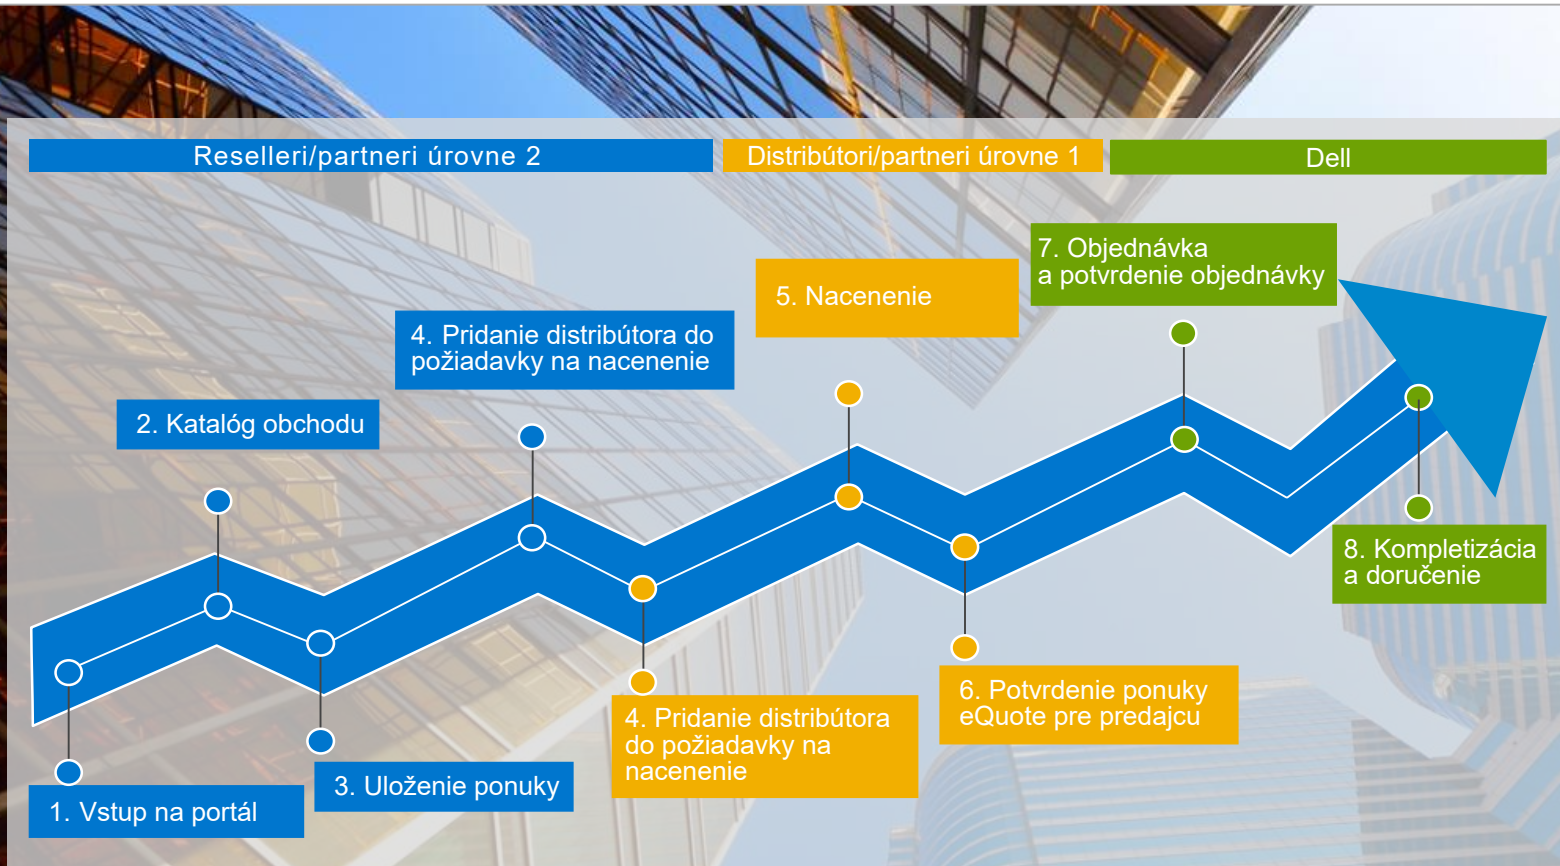 Reselleri/partneri úrovne 2
Distribútori/partneri úrovne 1
Dell
7. Objednávka
a potvrdenie objednávky
5. Nacenenie
4. Pridanie distribútora do
požiadavky na nacenenie
2. Katalóg obchodu
8. Kompletizácia
a doručenie
6. Potvrdenie ponuky
eQuote pre predajcu
4. Pridanie distribútora
do požiadavky na
nacenenie
3. Uloženie ponuky
1. Vstup na portál